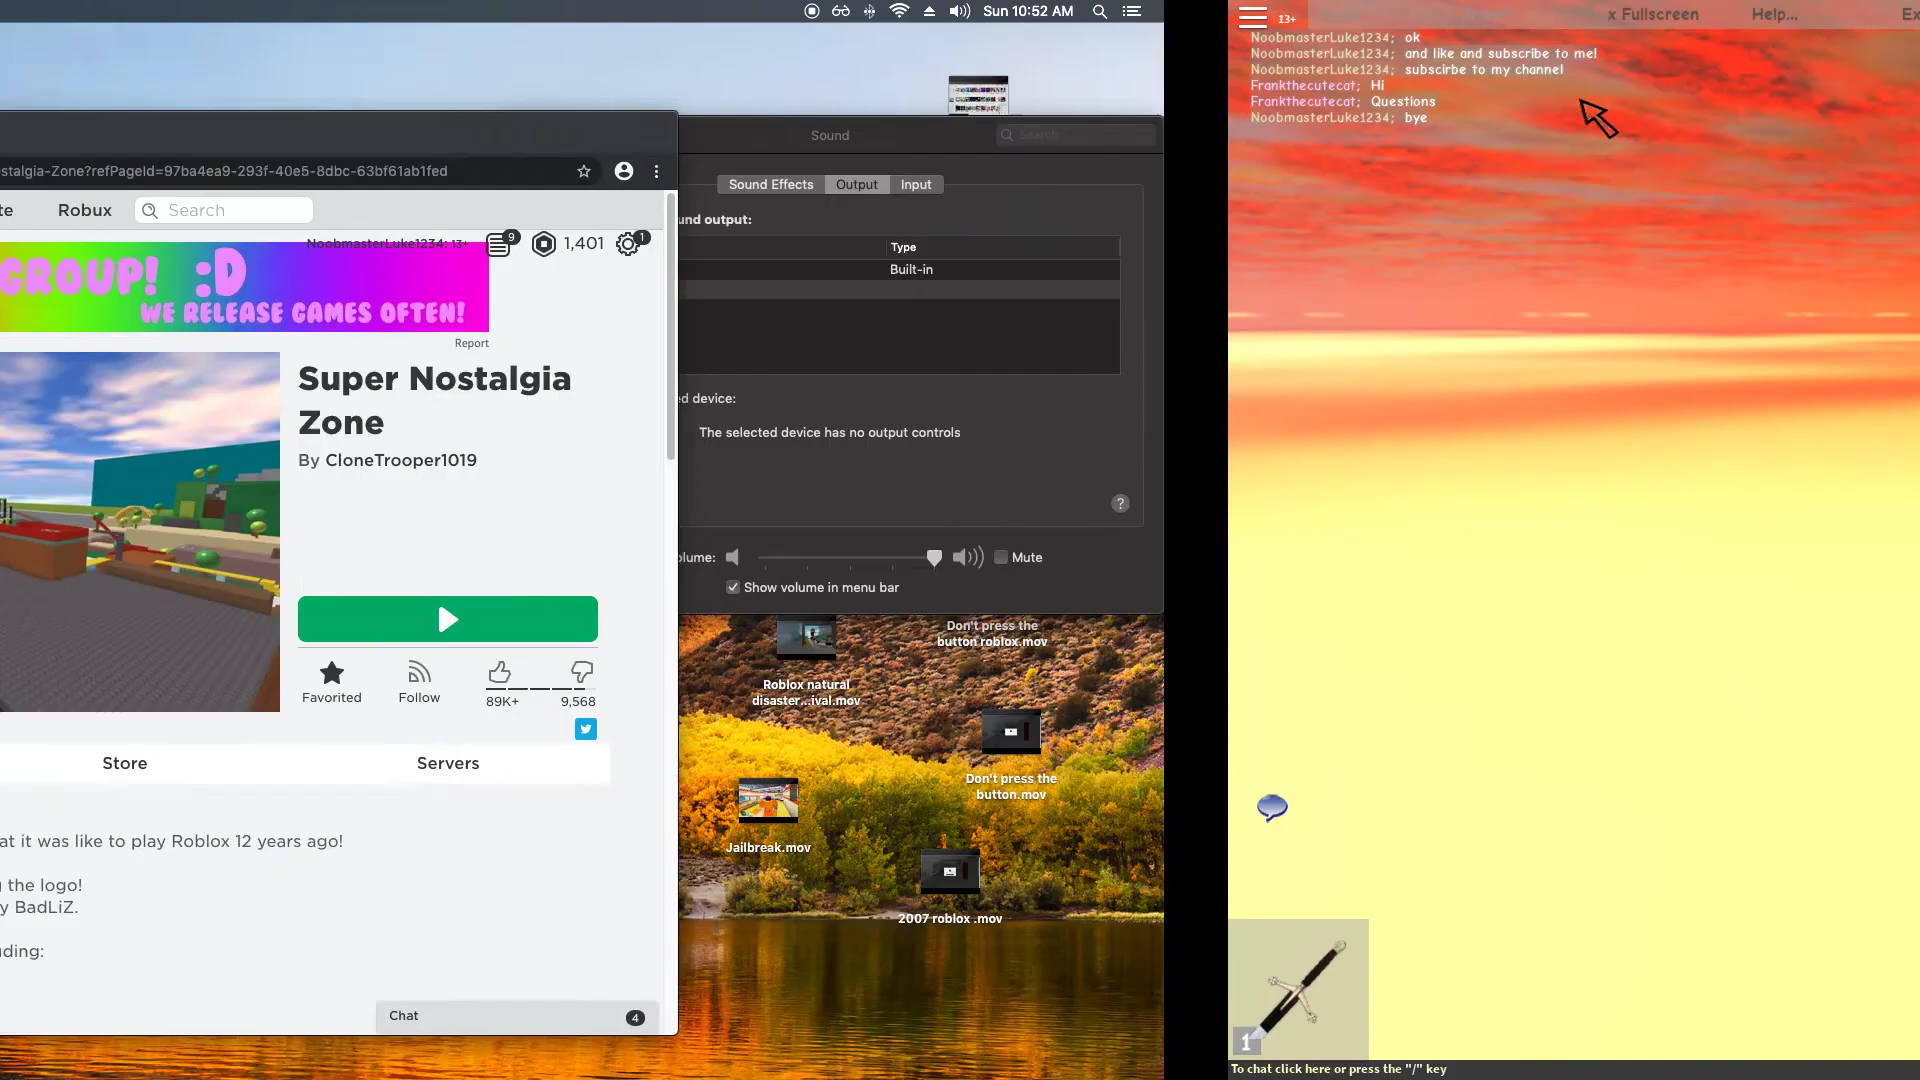 Sun 10:52 AM
stalgia-Zone?refPageId=97ba4ea9-293f-40e5-8dbc-63bf61ab1fed
te Robux Search
NoobmasterLuke1234: 13+ 9 1,401 1
GROUP! :D
WE RELEASE GAMES OFTEN!
Report
Super Nostalgia
Zone
By CloneTrooper1019
Favorited Follow 89K+ 9,568
Store Servers
at it was like to play Roblox 12 years ago!
the logo!
y BadLiZ.
ding:
Chat 4
Sound Search
Sound Effects Output Input
und output:
Type
Built-in
ed device:
The selected device has no output controls
?
lume: Mute
Show volume in menu bar
Don't press the
button roblox.mov
Roblox natural
disaster...ival.mov
Don't press the
button.mov
Jailbreak.mov
2007 roblox .mov
13+ x Fullscreen Help... Ex
NoobmasterLuke1234; ok
NoobmasterLuke1234; and like and subscribe to me!
NoobmasterLuke1234; subscirbe to my channel
Frankthecutecat; Hi
Frankthecutecat; Questions
NoobmasterLuke1234; bye
1
To chat click here or press the "/" key